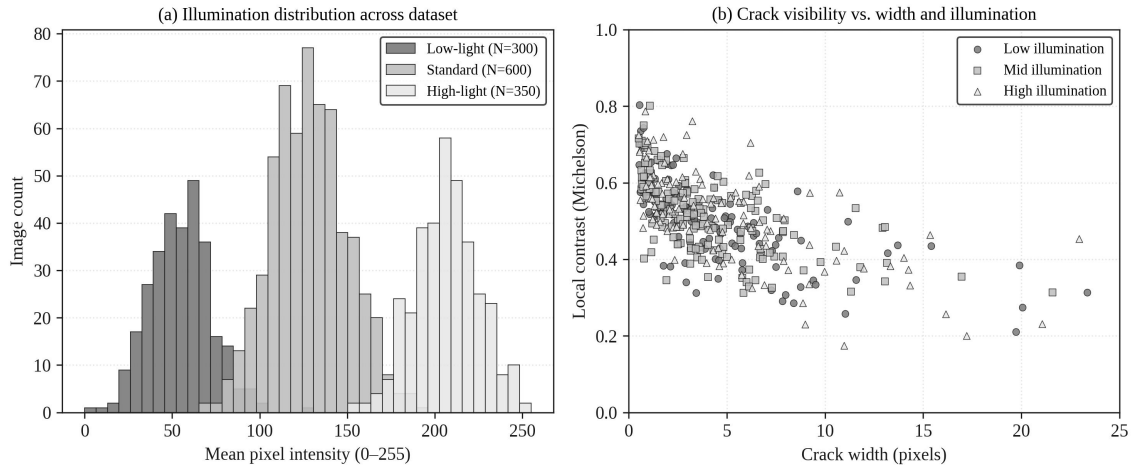 (a) Illumination distribution across dataset
80
70
60
50
40
30
20
10
0
Image count
0
50
100
150
200
250
Mean pixel intensity (0–255)
Low-light (N=300)
Standard (N=600)
High-light (N=350)
(b) Crack visibility vs. width and illumination
1.0
0.8
0.6
0.4
0.2
0.0
Local contrast (Michelson)
0
5
10
15
20
25
Crack width (pixels)
Low illumination
Mid illumination
High illumination